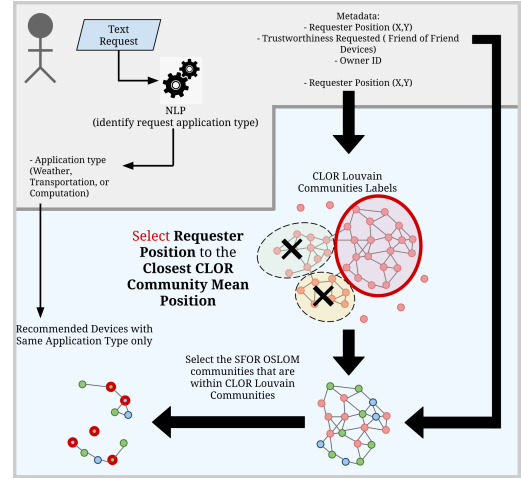 Text
Request
Metadata:
- Requester Position (X,Y)
- Trustworthiness Requested ( Friend of Friend
Devices)
- Owner ID
- Requester Position (X,Y)
NLP
(identify request application type)
- Application type
(Weather,
Transportation, or
Computation)
CLOR Louvain
Communities Labels
Select Requester
Position to the
Closest CLOR
Community Mean
Position
Recommended Devices with
Same Application Type only
Select the SFOR OSLOM
communities that are
within CLOR Louvain
Communities